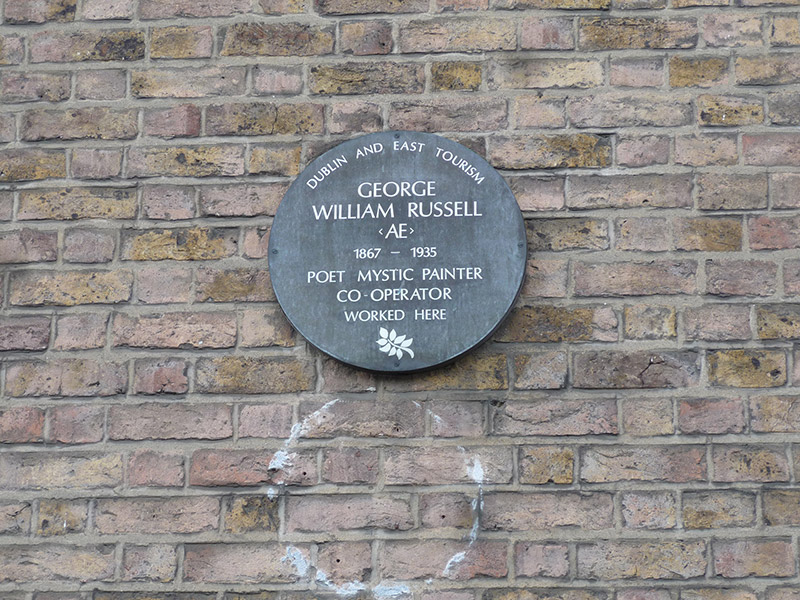 DUBLIN AND EAST TOURISM
GEORGE
WILLIAM RUSSELL
‹AE›
1867 – 1935
POET MYSTIC PAINTER
CO-OPERATOR
WORKED HERE